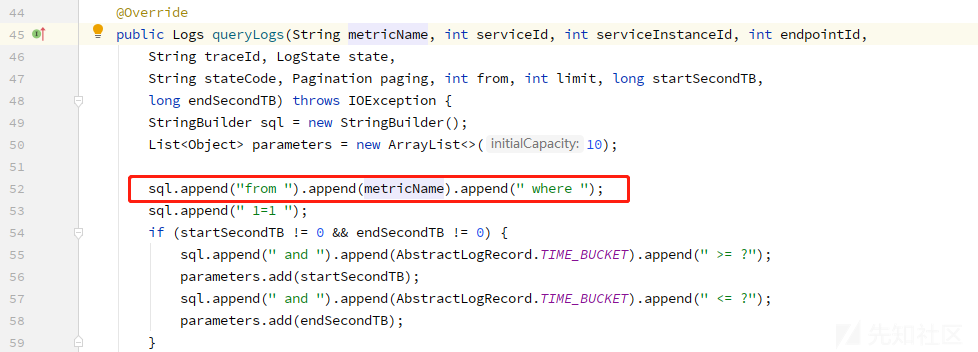 44 @Override
45 public Logs queryLogs(String metricName, int serviceId, int serviceInstanceId, int endpointId,
46 String traceId, LogState state,
47 String stateCode, Pagination paging, int from, int limit, long startSecondTB,
48 long endSecondTB) throws IOException {
49 StringBuilder sql = new StringBuilder();
50 List<Object> parameters = new ArrayList<>( initialCapacity: 10);
51
52 sql.append("from ").append(metricName).append(" where ");
53 sql.append(" 1=1 ");
54 if (startSecondTB != 0 && endSecondTB != 0) {
55 sql.append(" and ").append(AbstractLogRecord.TIME_BUCKET).append(" >= ?");
56 parameters.add(startSecondTB);
57 sql.append(" and ").append(AbstractLogRecord.TIME_BUCKET).append(" <= ?");
58 parameters.add(endSecondTB);
59 }
先知社区